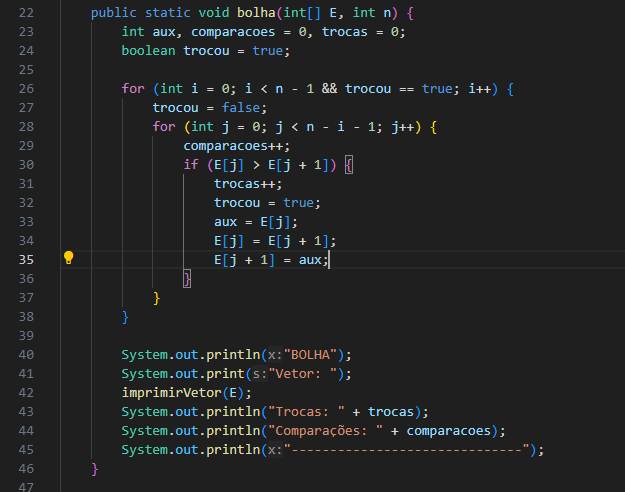 22 public static void bolha(int[] E, int n) {
23 int aux, comparacoes = 0, trocas = 0;
24 boolean trocou = true;
25
26 for (int i = 0; i < n - 1 && trocou == true; i++) {
27 trocou = false;
28 for (int j = 0; j < n - i - 1; j++) {
29 comparacoes++;
30 if (E[j] > E[j + 1]) {
31 trocas++;
32 trocou = true;
33 aux = E[j];
34 E[j] = E[j + 1];
35 E[j + 1] = aux;
36 }
37 }
38 }
39
40 System.out.println(x:"BOLHA");
41 System.out.print(s:"Vetor: ");
42 imprimirVetor(E);
43 System.out.println("Trocas: " + trocas);
44 System.out.println("Comparações: " + comparacoes);
45 System.out.println(x:"------------------------------");
46 }
47